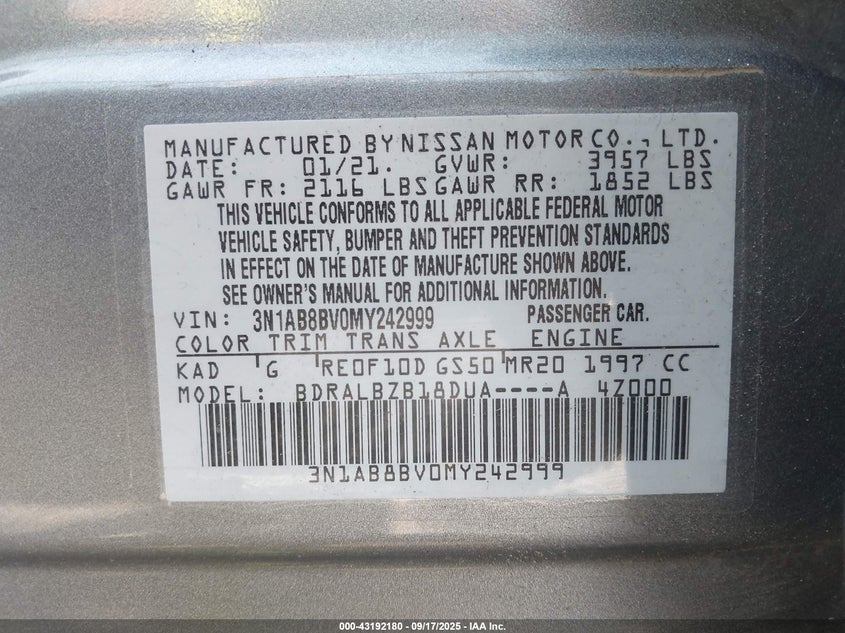 MANUFACTURED BY NISSAN MOTOR CO., LTD.
DATE: 01/21. GVWR: 3957 LBS
GAWR FR: 2116 LBS GAWR RR: 1852 LBS
THIS VEHICLE CONFORMS TO ALL APPLICABLE FEDERAL MOTOR
VEHICLE SAFETY, BUMPER AND THEFT PREVENTION STANDARDS
IN EFFECT ON THE DATE OF MANUFACTURE SHOWN ABOVE.
SEE OWNER'S MANUAL FOR ADDITIONAL INFORMATION.
VIN: 3N1AB8BV0MY242999 PASSENGER CAR.
COLOR TRIM TRANS AXLE ENGINE
KAD G RE0F10D GS50 MR20 1997 CC
MODEL: BDRALBZB18DUA----A 4Z000
3N1AB8BV0MY242999
000-43192180 - 09/17/2025 - IAA Inc.